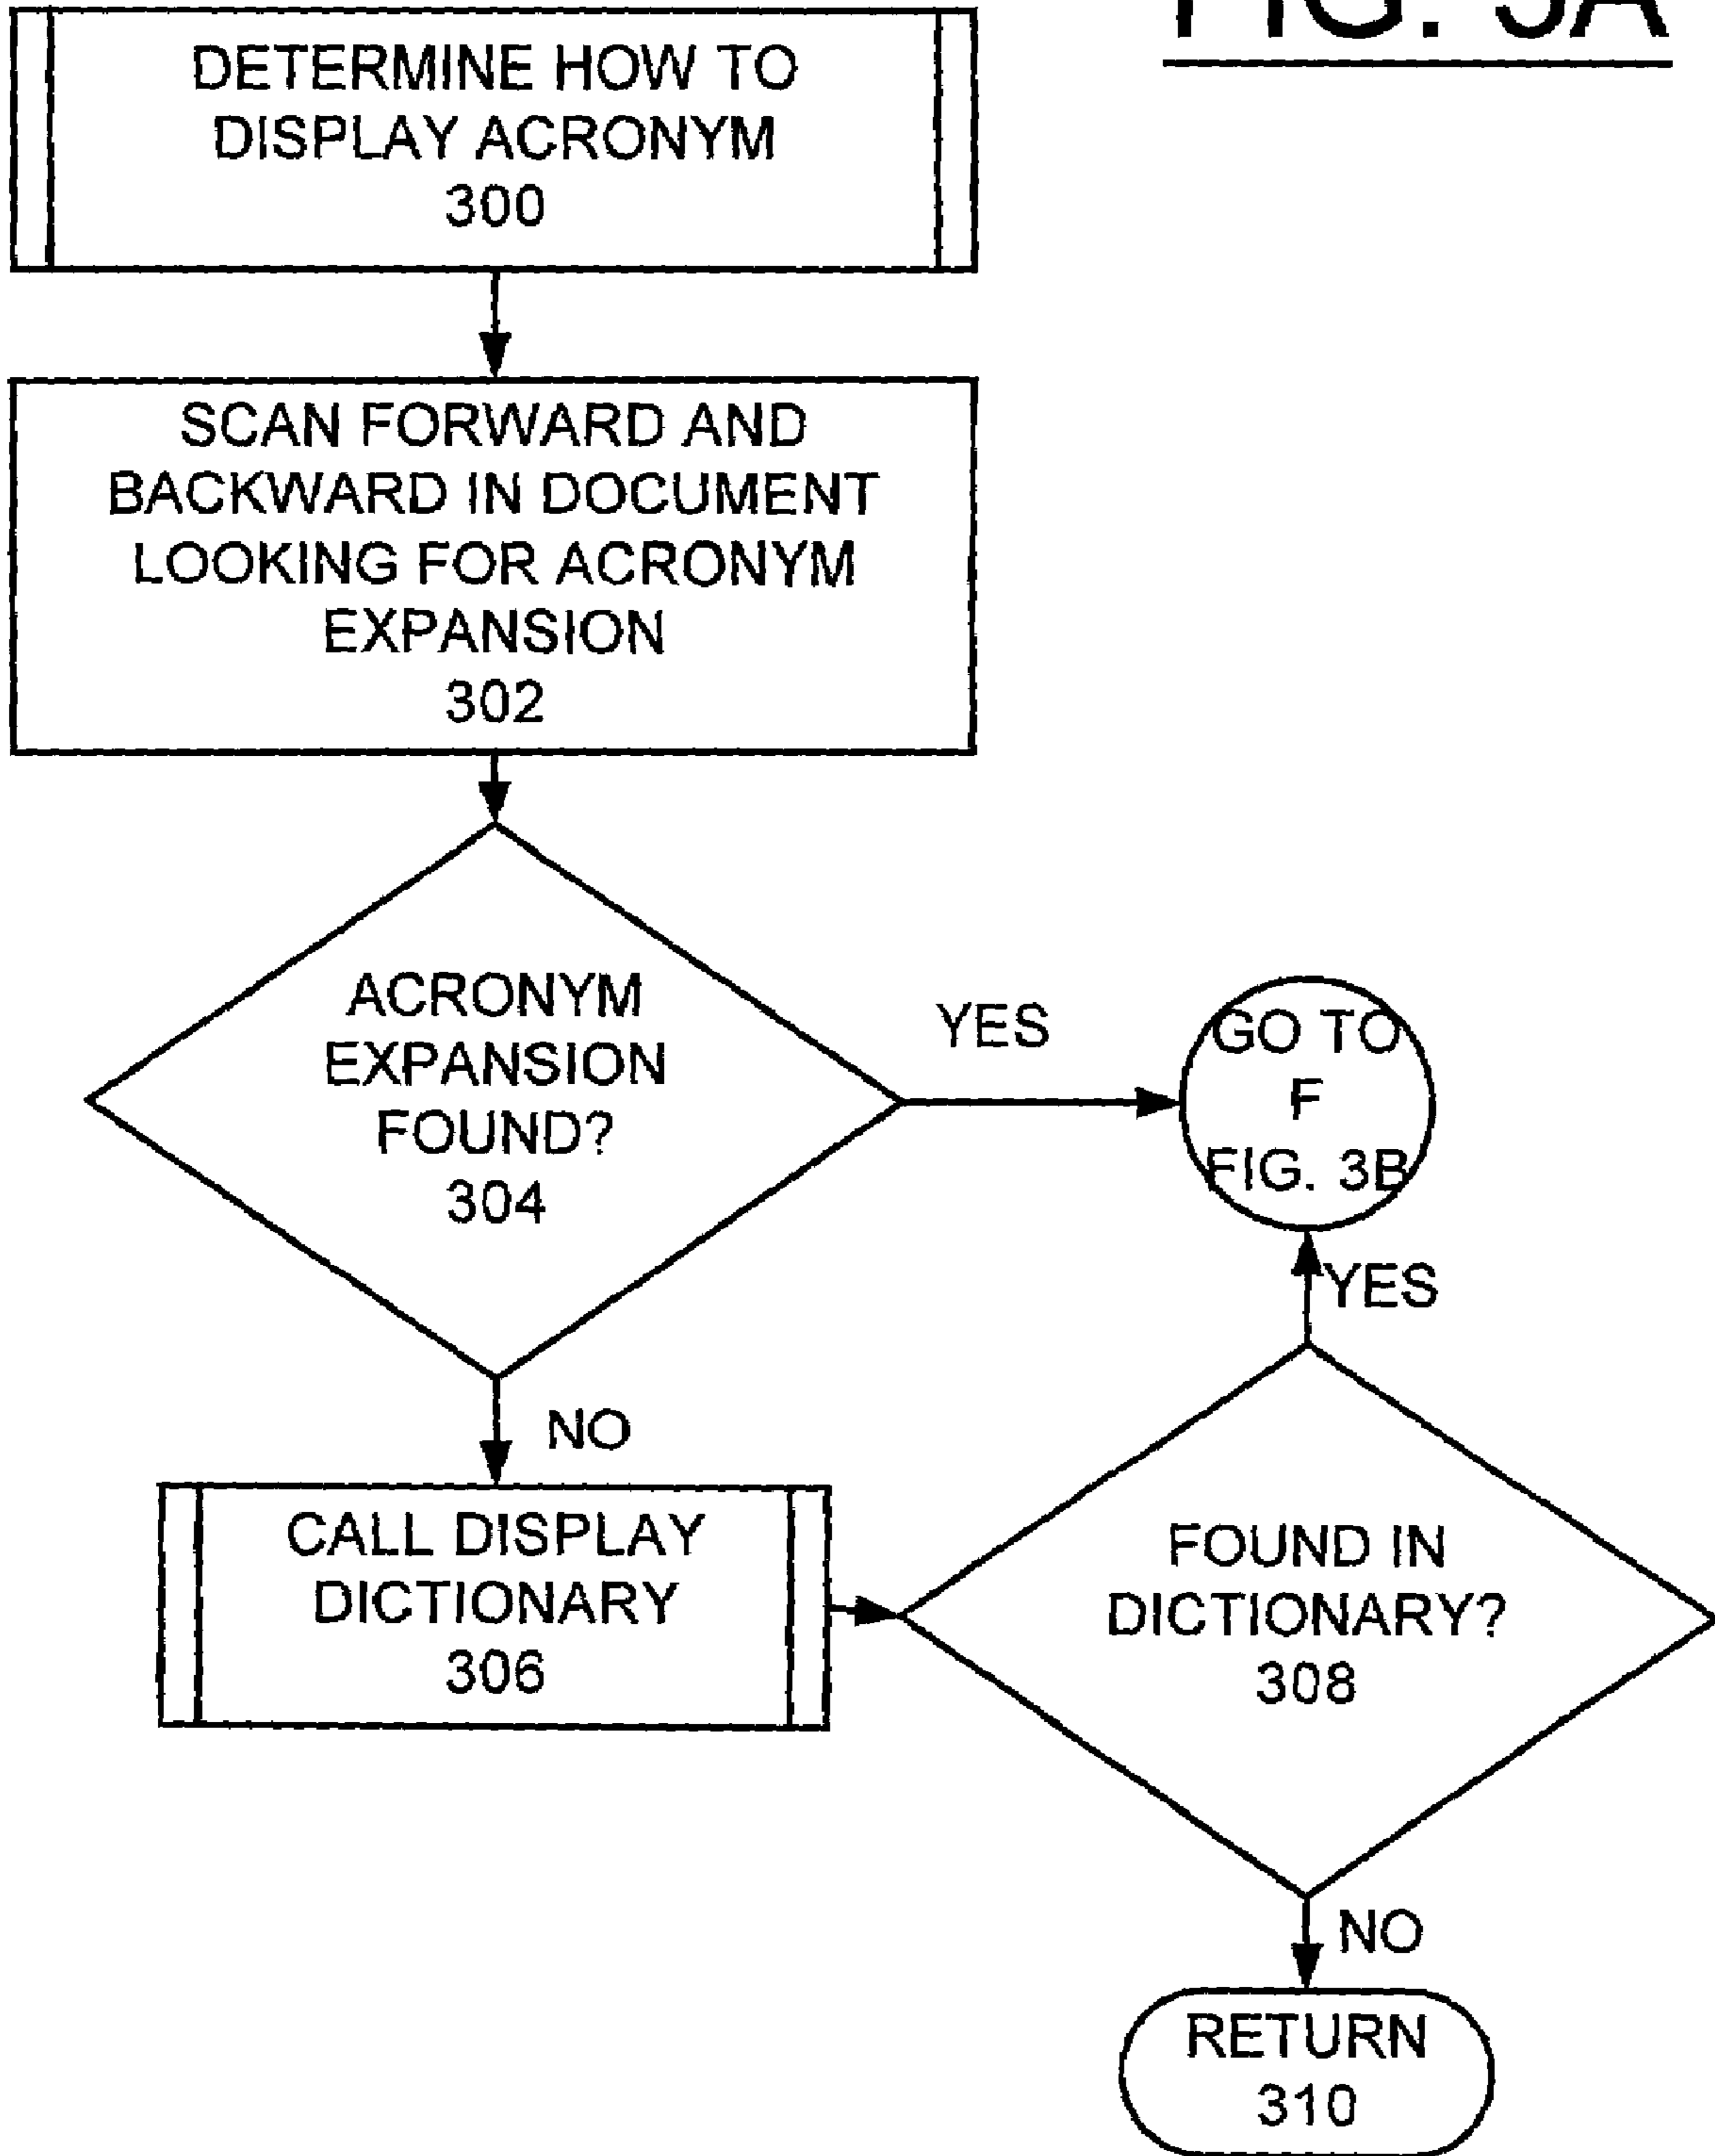 FIG. 3A
DETERMINE HOW TO
DISPLAY ACRONYM
300
SCAN FORWARD AND
BACKWARD IN DOCUMENT
LOOKING FOR ACRONYM
EXPANSION
302
ACRONYM
EXPANSION
FOUND?
304
YES
GO TO
F
FIG. 3B
YES
NO
CALL DISPLAY
DICTIONARY
306
FOUND IN
DICTIONARY?
308
NO
RETURN
310